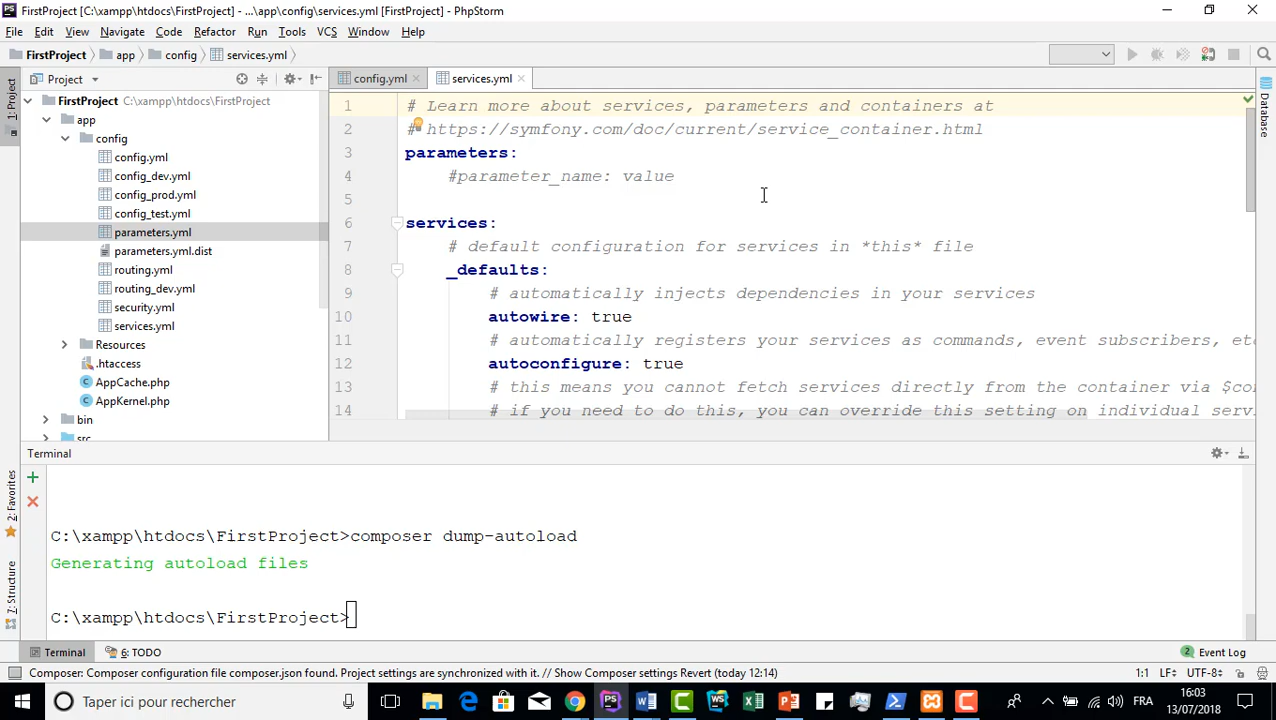 FirstProject [C:\xampp\htdocs\FirstProject] - ...\app\config\services.yml [FirstProject] - PhpStorm
File Edit View Navigate Code Refactor Run Tools VCS Window Help
FirstProject app config services.yml
1: Project
Project
config.yml
services.yml
Database
FirstProject C:\xampp\htdocs\FirstProject
app
config
config.yml
config_dev.yml
config_prod.yml
config_test.yml
parameters.yml
parameters.yml.dist
routing.yml
routing_dev.yml
security.yml
services.yml
Resources
.htaccess
AppCache.php
AppKernel.php
bin
src
1 # Learn more about services, parameters and containers at
2 # https://symfony.com/doc/current/service_container.html
3 parameters:
4 #parameter_name: value
5
6 services:
7 # default configuration for services in *this* file
8 _defaults:
9 # automatically injects dependencies in your services
10 autowire: true
11 # automatically registers your services as commands, event subscribers, etc
12 autoconfigure: true
13 # this means you cannot fetch services directly from the container via $co
14 # if you need to do this, you can override this setting on individual serv
Terminal
2: Favorites
7: Structure
C:\xampp\htdocs\FirstProject>composer dump-autoload
Generating autoload files
C:\xampp\htdocs\FirstProject>
Terminal 6: TODO Event Log
Composer: Composer configuration file composer.json found. Project settings are synchronized with it. // Show Composer settings Revert (today 12:14) 1:1 LF÷ UTF-8÷
Taper ici pour rechercher
FRA
16:03
13/07/2018